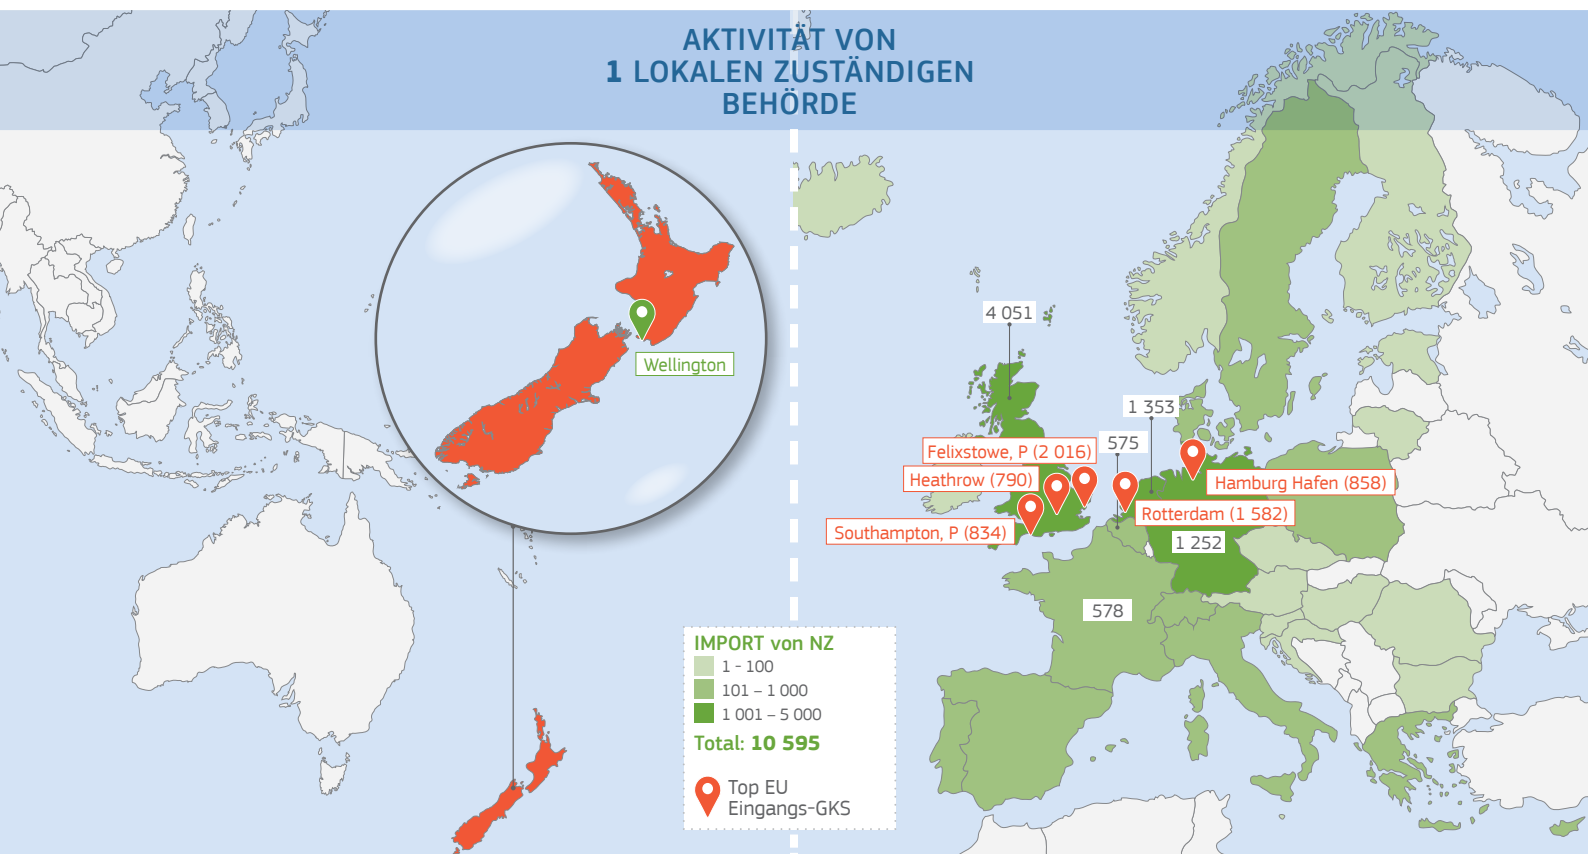 AKTIVITÄT VON
1 LOKALEN ZUSTÄNDIGEN
BEHÖRDE
Wellington
4 051
1 353
575
Felixstowe, P (2 016)
Heathrow (790)
Southampton, P (834)
Hamburg Hafen (858)
Rotterdam (1 582)
1 252
578
IMPORT von NZ
1 - 100
101 – 1 000
1 001 – 5 000
Total: 10 595
Top EU
Eingangs-GKS